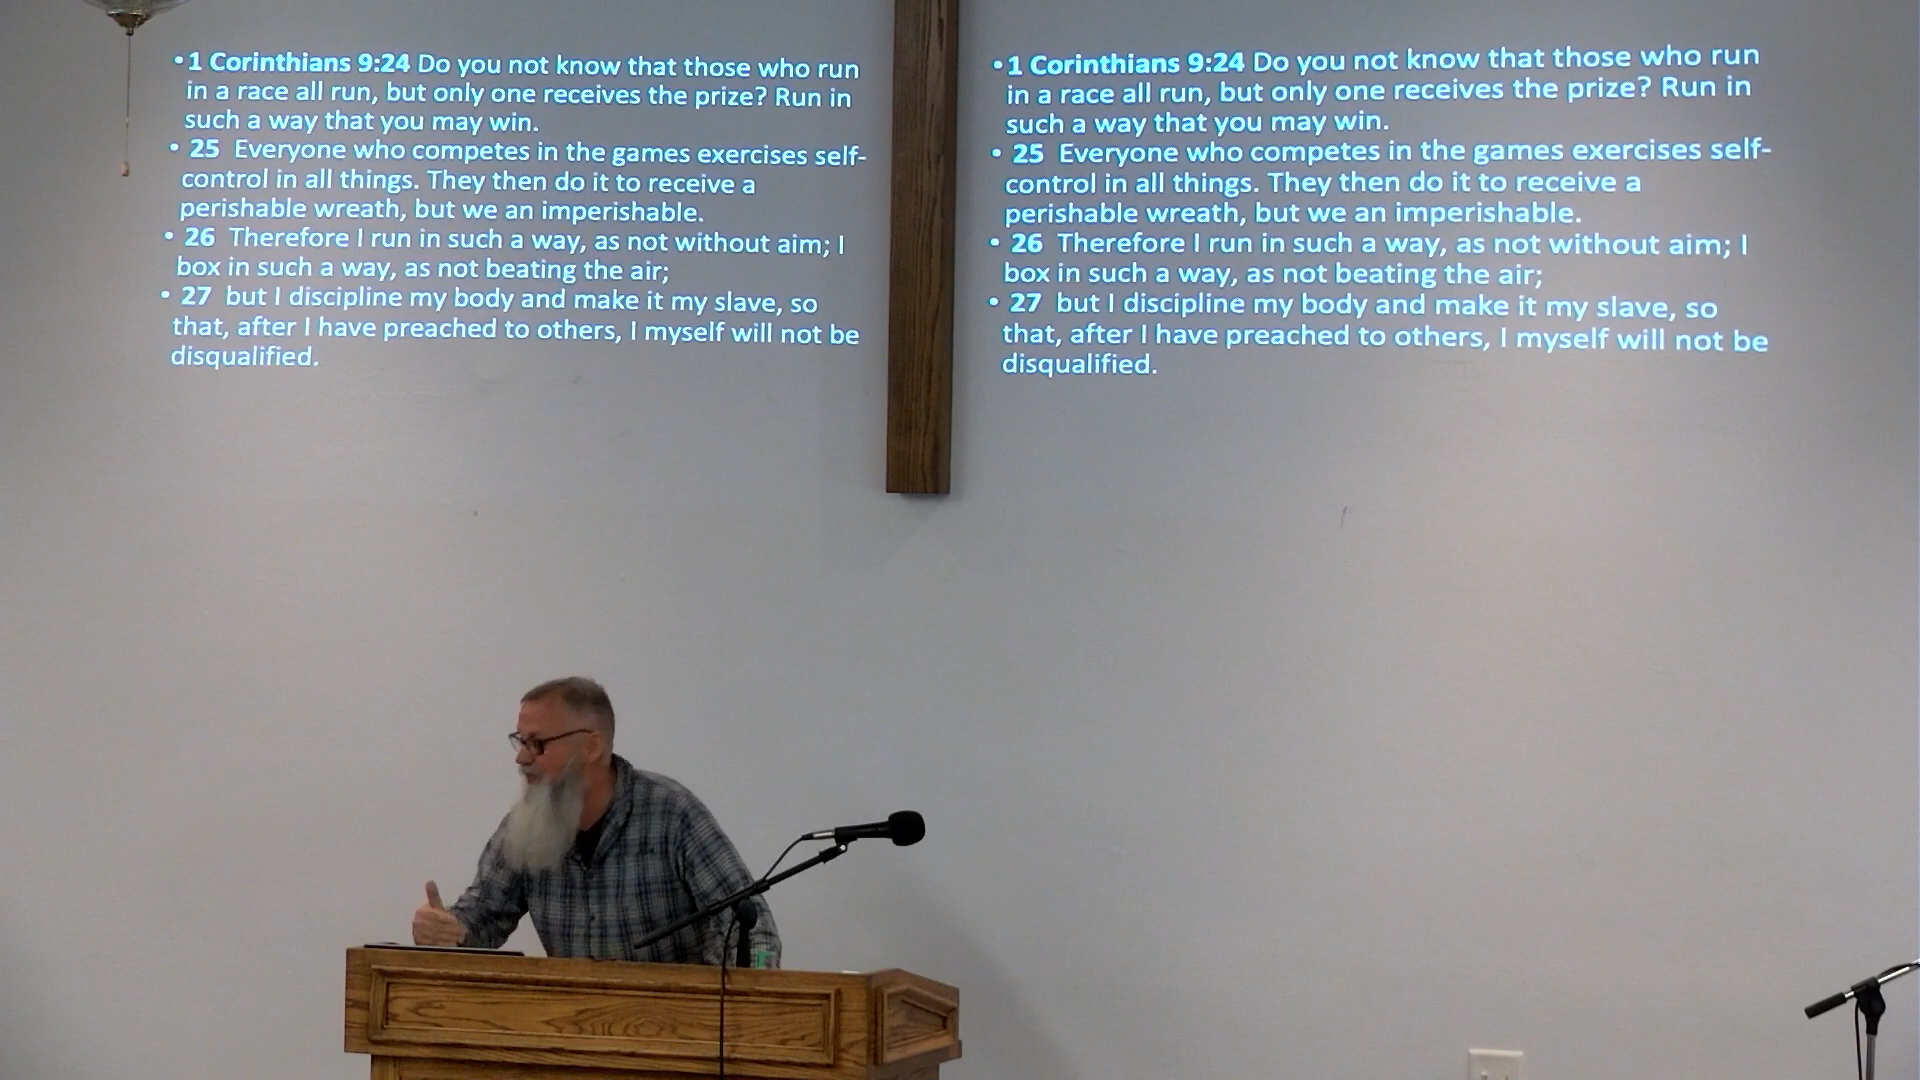 •1 Corinthians 9:24 Do you not know that those who run
in a race all run, but only one receives the prize? Run in
such a way that you may win.
• 25 Everyone who competes in the games exercises self-
control in all things. They then do it to receive a
perishable wreath, but we an imperishable.
• 26 Therefore I run in such a way, as not without aim; I
box in such a way, as not beating the air;
• 27 but I discipline my body and make it my slave, so
that, after I have preached to others, I myself will not be
disqualified.
•1 Corinthians 9:24 Do you not know that those who run
in a race all run, but only one receives the prize? Run in
such a way that you may win.
• 25 Everyone who competes in the games exercises self-
control in all things. They then do it to receive a
perishable wreath, but we an imperishable.
• 26 Therefore I run in such a way, as not without aim; I
box in such a way, as not beating the air;
• 27 but I discipline my body and make it my slave, so
that, after I have preached to others, I myself will not be
disqualified.